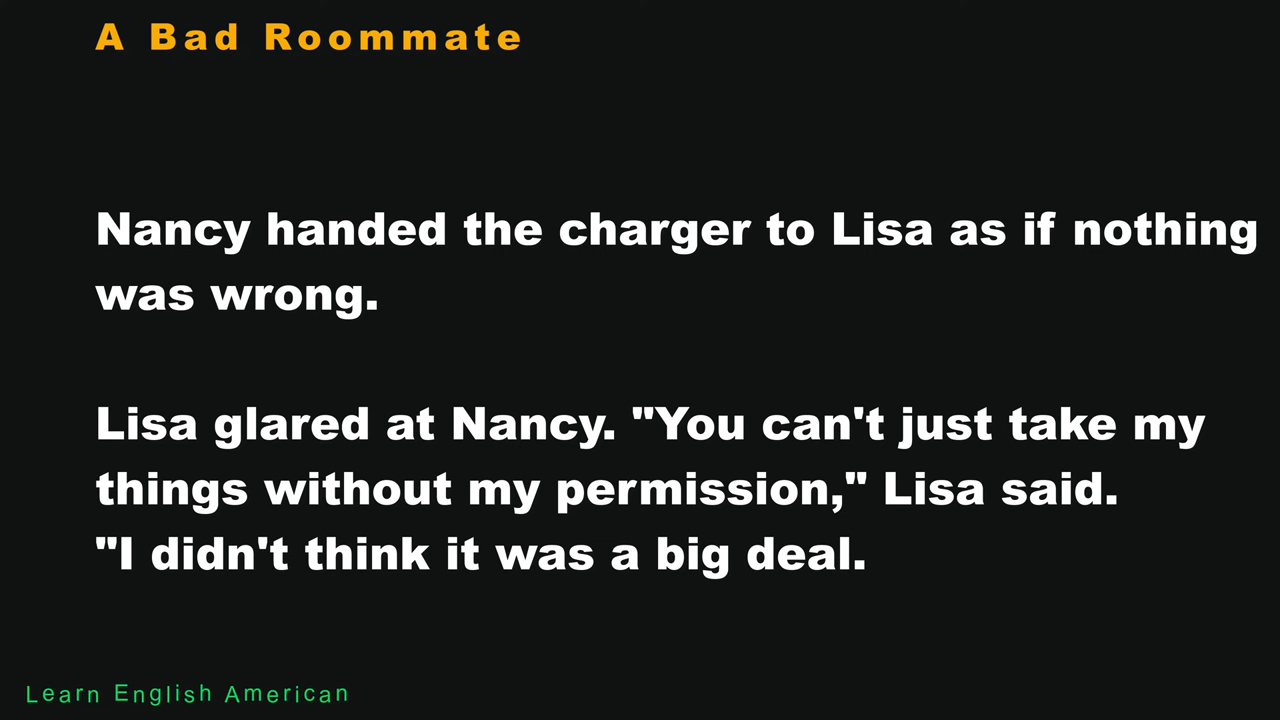 A Bad Roommate
Nancy handed the charger to Lisa as if nothing
was wrong.
Lisa glared at Nancy. "You can't just take my
things without my permission," Lisa said.
"I didn't think it was a big deal.
Learn English American